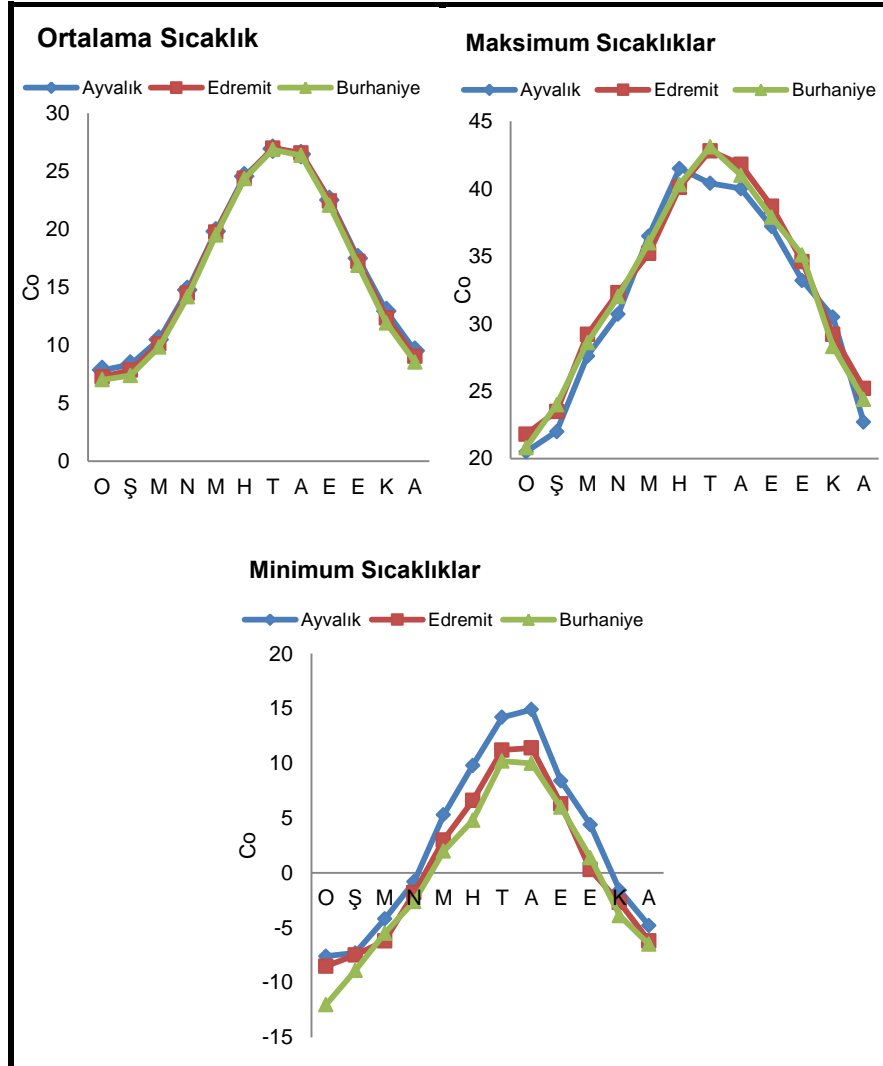 Ortalama Sıcaklık
Ayvalık Edremit Burhaniye
30
25
20
15
10
5
0
Co
O Ş M N M H T A E E K A
Maksimum Sıcaklıklar
Ayvalık Edremit Burhaniye
45
40
35
30
25
20
Co
O Ş M N M H T A E E K A
Minimum Sıcaklıklar
Ayvalık Edremit Burhaniye
20
15
10
5
0
-5
-10
-15
Co
O Ş M N M H T A E E K A